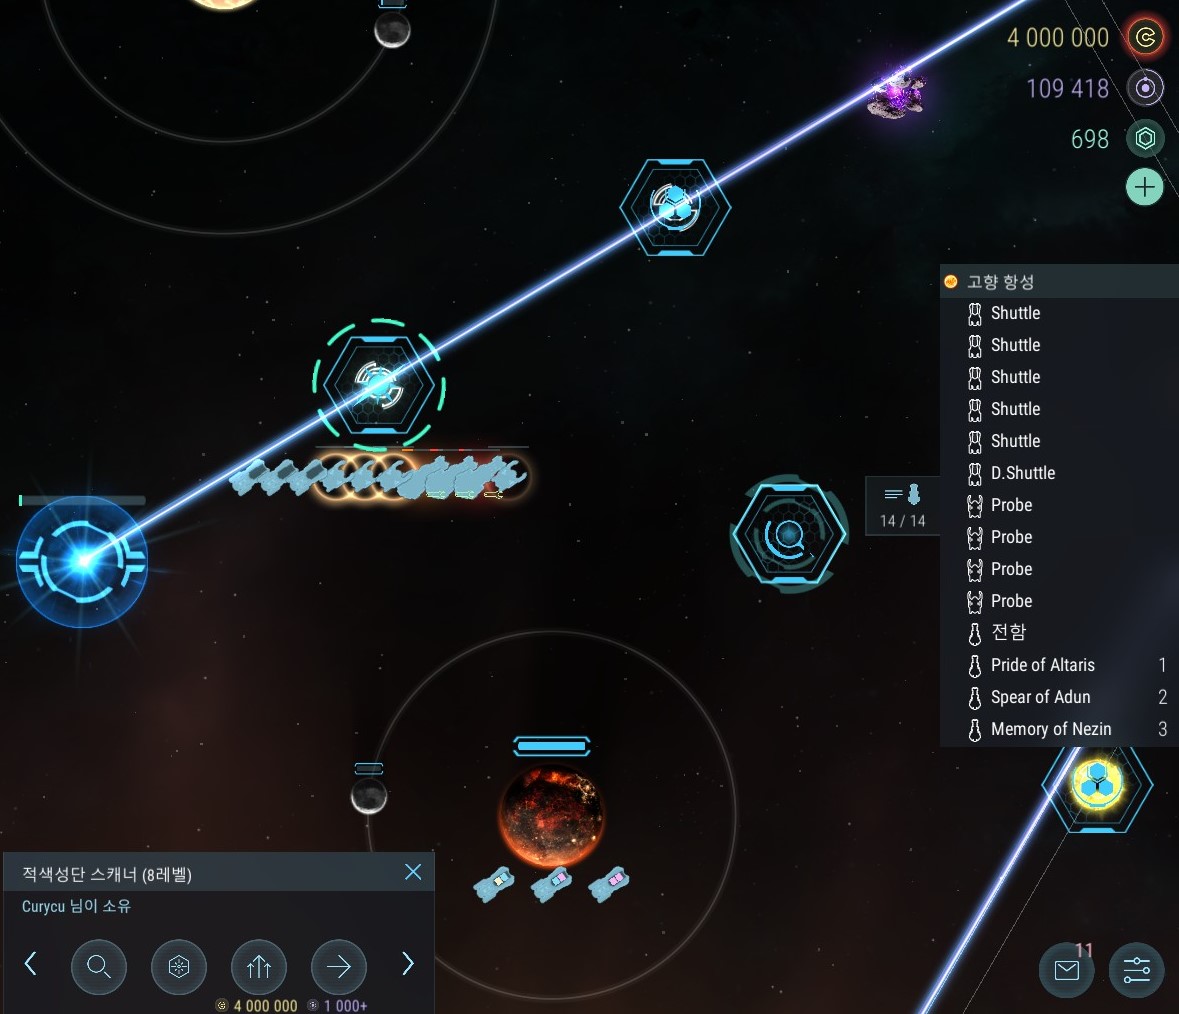 4 000 000
109 418
698
고향 항성
Shuttle
Shuttle
Shuttle
Shuttle
Shuttle
D.Shuttle
Probe
Probe
Probe
Probe
전함
Pride of Altaris 1
Spear of Adun 2
Memory of Nezin 3
14 / 14
적색성단 스캐너 (8레벨)
Curycu 님이 소유
4 000 000 1 000+
11